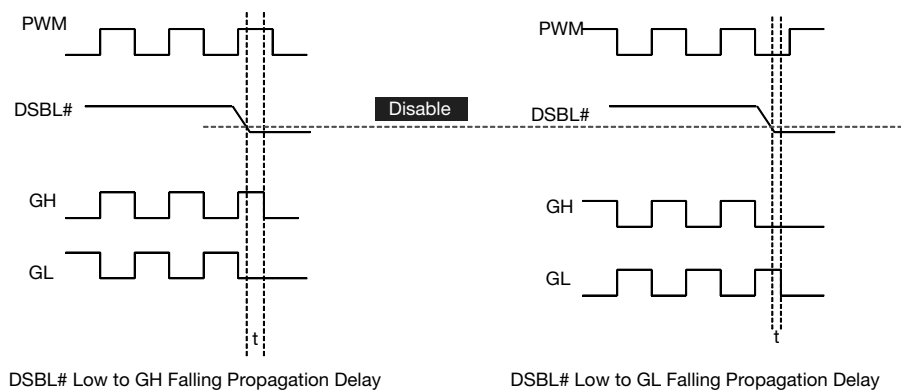 PWM
DSBL#
GH
GL
t
DSBL# Low to GH Falling Propagation Delay
Disable
PWM
DSBL#
GH
GL
t
DSBL# Low to GL Falling Propagation Delay